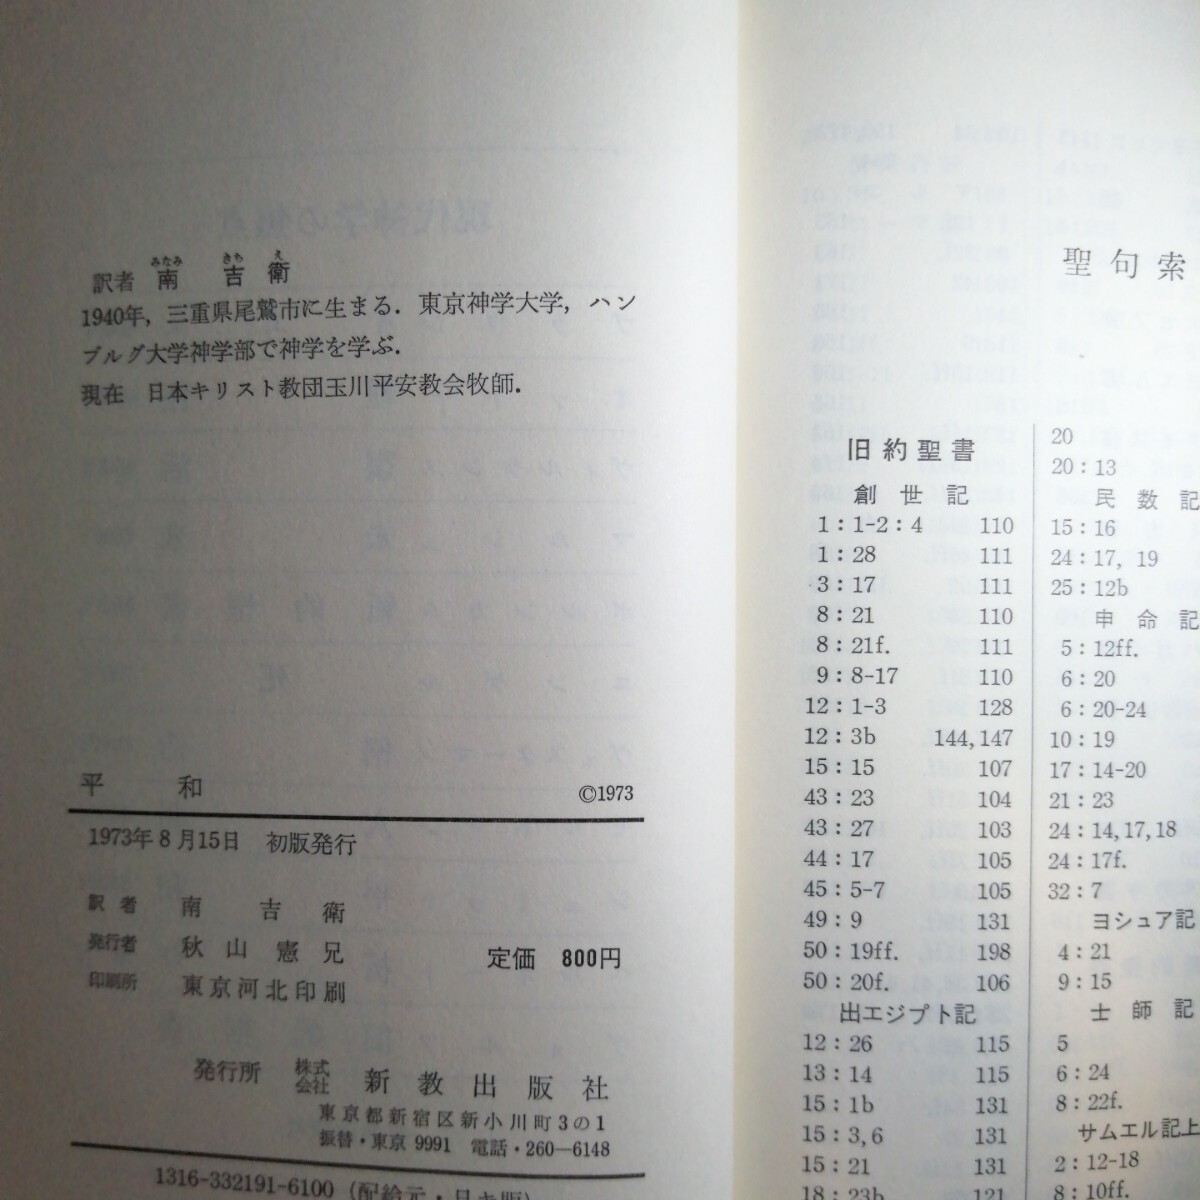 みなみ きち え
訳者 南 吉 衛
1940年，三重県尾鷲市に生まる．東京神学大学，ハン
ブルグ大学神学部で神学を学ぶ．
現在 日本キリスト教団玉川平安教会牧師．
平 和 ©1973
1973年8月15日 初版発行
訳者 南 吉 衛
発行者 秋山憲兄
定価 800円
印刷所 東京河北印刷
発行所 株式会社 新教出版社
東京都新宿区新小川町3の1
振替・東京 9991 電話・260―6148
1316-332191-6100 (配給元・日キ販)
聖句索
旧約聖書
創世記
1：1-2：4 110
1：28 111
3：17 111
8：21 110
8：21f. 111
9：8-17 110
12：1-3 128
12：3b 144,147
15：15 107
43：23 104
43：27 103
44：17 105
45：5-7 105
49：9 131
50：19ff. 198
50：20f. 106
出エジプト記
12：26 115
13：14 115
15：1b 131
15：3,6 131
15：21 131
18：23b 121
20
20：13
民数記
15：16
24：17, 19
25：12b
申命記
5：12ff.
6：20
6：20-24
10：19
17：14-20
21：23
24：14,17,18
24：17f.
32：7
ヨシュア記
4：21
9：15
士師記
5
6：24
8：22f.
サムエル記上
2：12-18
8：10ff.